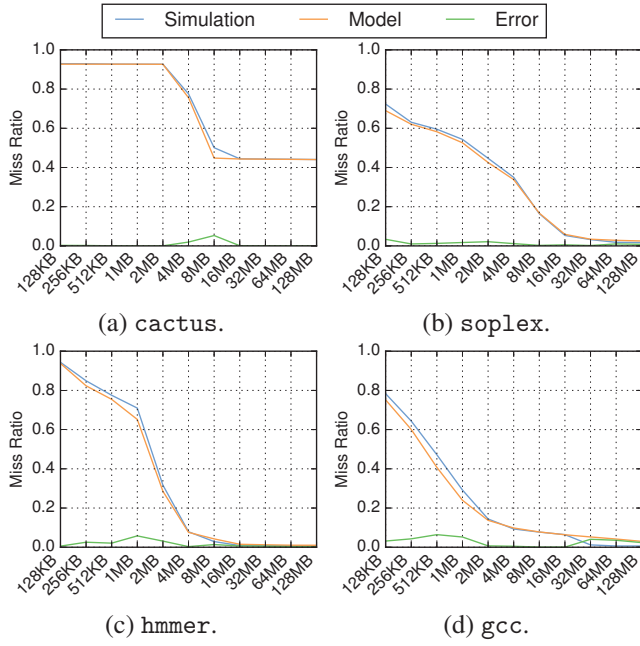 Simulation Model Error
1.0 1.0
0.8 0.8
0.6 0.6
0.4 0.4
0.2 0.2
0.0 0.0
Miss Ratio Miss Ratio
128KB 256KB 512KB 1MB 2MB 4MB 8MB 16MB 32MB 64MB 128MB 128KB 256KB 512KB 1MB 2MB 4MB 8MB 16MB 32MB 64MB 128MB
(a) cactus. (b) soplex.
1.0 1.0
0.8 0.8
0.6 0.6
0.4 0.4
0.2 0.2
0.0 0.0
Miss Ratio Miss Ratio
128KB 256KB 512KB 1MB 2MB 4MB 8MB 16MB 32MB 64MB 128MB 128KB 256KB 512KB 1MB 2MB 4MB 8MB 16MB 32MB 64MB 128MB
(c) hmmer. (d) gcc.